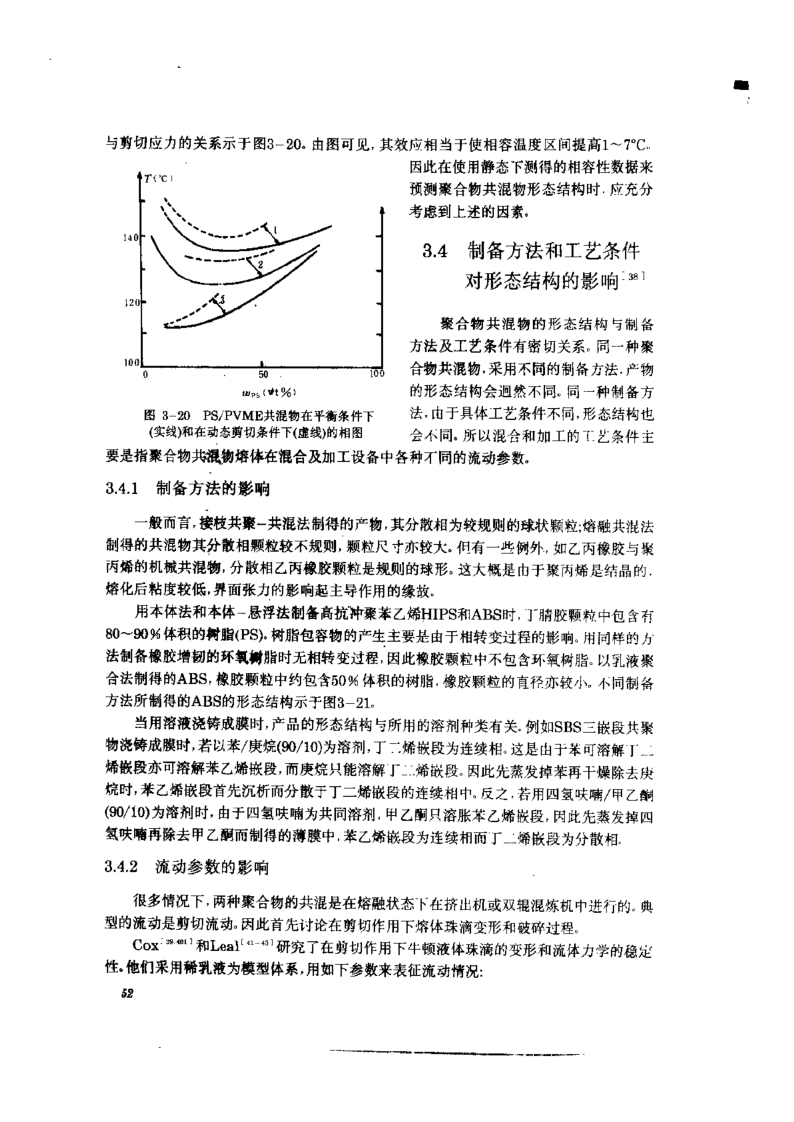 与剪切应力的关系示于图3-20。由图可见，其效应相当于使相容温度区间提高1~7℃.
因此在使用静态下测得的相容性数据来
预测聚合物共混物形态结构时．应充分
考虑到上述的因素。
T(℃)
140
120
100
0
50
100
1
2
3
wPS(wt%)
图 3-20 PS/PVME共混物在平衡条件下
(实线)和在动态剪切条件下(虚线)的相图
3.4 制备方法和工艺条件
对形态结构的影响[38]
聚合物共混物的形态结构与制备
方法及工艺条件有密切关系。同一种聚
合物共混物，采用不同的制备方法．产物
的形态结构会迥然不同。同一种制备方
法．由于具体工艺条件不同，形态结构也
会不同。所以混合和加工的工艺条件主
要是指聚合物共混物熔体在混合及加工设备中各种不同的流动参数。
3.4.1 制备方法的影响
一般而言，接枝共聚-共混法制得的产物，其分散相为较规则的球状颗粒;熔融共混法
制得的共混物其分散相颗粒较不规则，颗粒尺寸亦较大。但有一些例外，如乙丙橡胶与聚
丙烯的机械共混物，分散相乙丙橡胶颗粒是规则的球形。这大概是由于聚丙烯是结晶的．
熔化后粘度较低，界面张力的影响起主导作用的缘故。
用本体法和本体-悬浮法制备高抗冲聚苯乙烯HIPS和ABS时，丁腈胶颗粒中包含有
80~90%体积的树脂(PS)。树脂包容物的产生主要是由于相转变过程的影响。用同样的方
法制备橡胶增韧的环氧树脂时无相转变过程，因此橡胶颗粒中不包含环氧树脂。以乳液聚
合法制得的ABS，橡胶颗粒中约包含50%体积的树脂．橡胶颗粒的直径亦较小。不同制备
方法所制得的ABS的形态结构示于图3-21。
当用溶液浇铸成膜时，产品的形态结构与所用的溶剂种类有关．例如SBS三嵌段共聚
物浇铸成膜时，若以苯/庚烷(90/10)为溶剂，丁二烯嵌段为连续相。这是由于苯可溶解丁二
烯嵌段亦可溶解苯乙烯嵌段，而庚烷只能溶解丁二烯嵌段。因此先蒸发掉苯再干燥除去庚
烷时，苯乙烯嵌段首先沉析而分散于丁二烯嵌段的连续相中。反之．若用四氢呋喃/甲乙酮
(90/10)为溶剂时，由于四氢呋喃为共同溶剂，甲乙酮只溶胀苯乙烯嵌段，因此先蒸发掉四
氢呋喃再除去甲乙酮而制得的薄膜中，苯乙烯嵌段为连续相而丁二烯嵌段为分散相．
3.4.2 流动参数的影响
很多情况下，两种聚合物的共混是在熔融状态下在挤出机或双辊混炼机中进行的。典
型的流动是剪切流动。因此首先讨论在剪切作用下熔体珠滴变形和破碎过程。
Cox和Leal[41-43]研究了在剪切作用下牛顿液体珠滴的变形和流体力学的稳定
性。他们采用稀乳液为模型体系，用如下参数来表征流动情况:
52